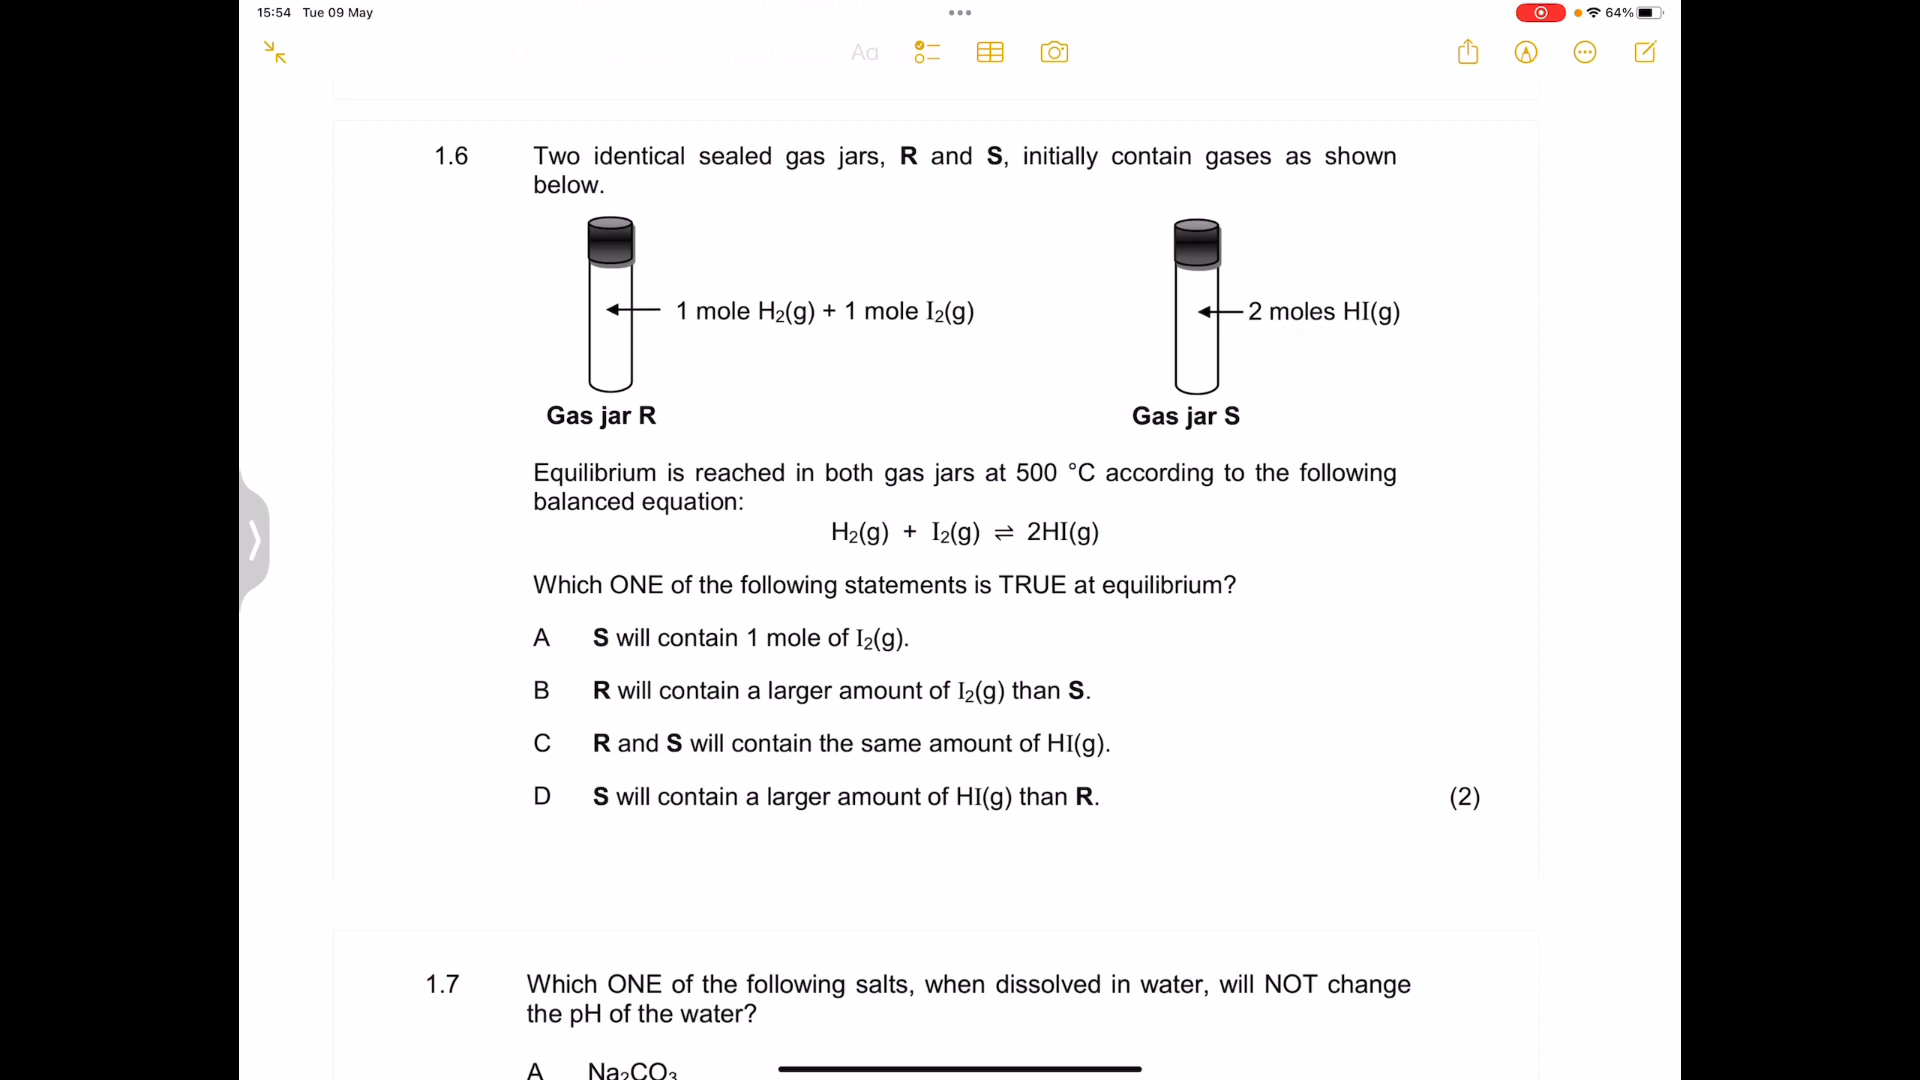 15:54 Tue 09 May
64%
Aa
1.6 Two identical sealed gas jars, R and S, initially contain gases as shown
below.
1 mole H₂(g) + 1 mole I₂(g)
2 moles HI(g)
Gas jar R
Gas jar S
Equilibrium is reached in both gas jars at 500 °C according to the following
balanced equation:
H₂(g) + I₂(g) ⇌ 2HI(g)
Which ONE of the following statements is TRUE at equilibrium?
A S will contain 1 mole of I₂(g).
B R will contain a larger amount of I₂(g) than S.
C R and S will contain the same amount of HI(g).
D S will contain a larger amount of HI(g) than R. (2)
1.7 Which ONE of the following salts, when dissolved in water, will NOT change
the pH of the water?
A Na₂CO₃